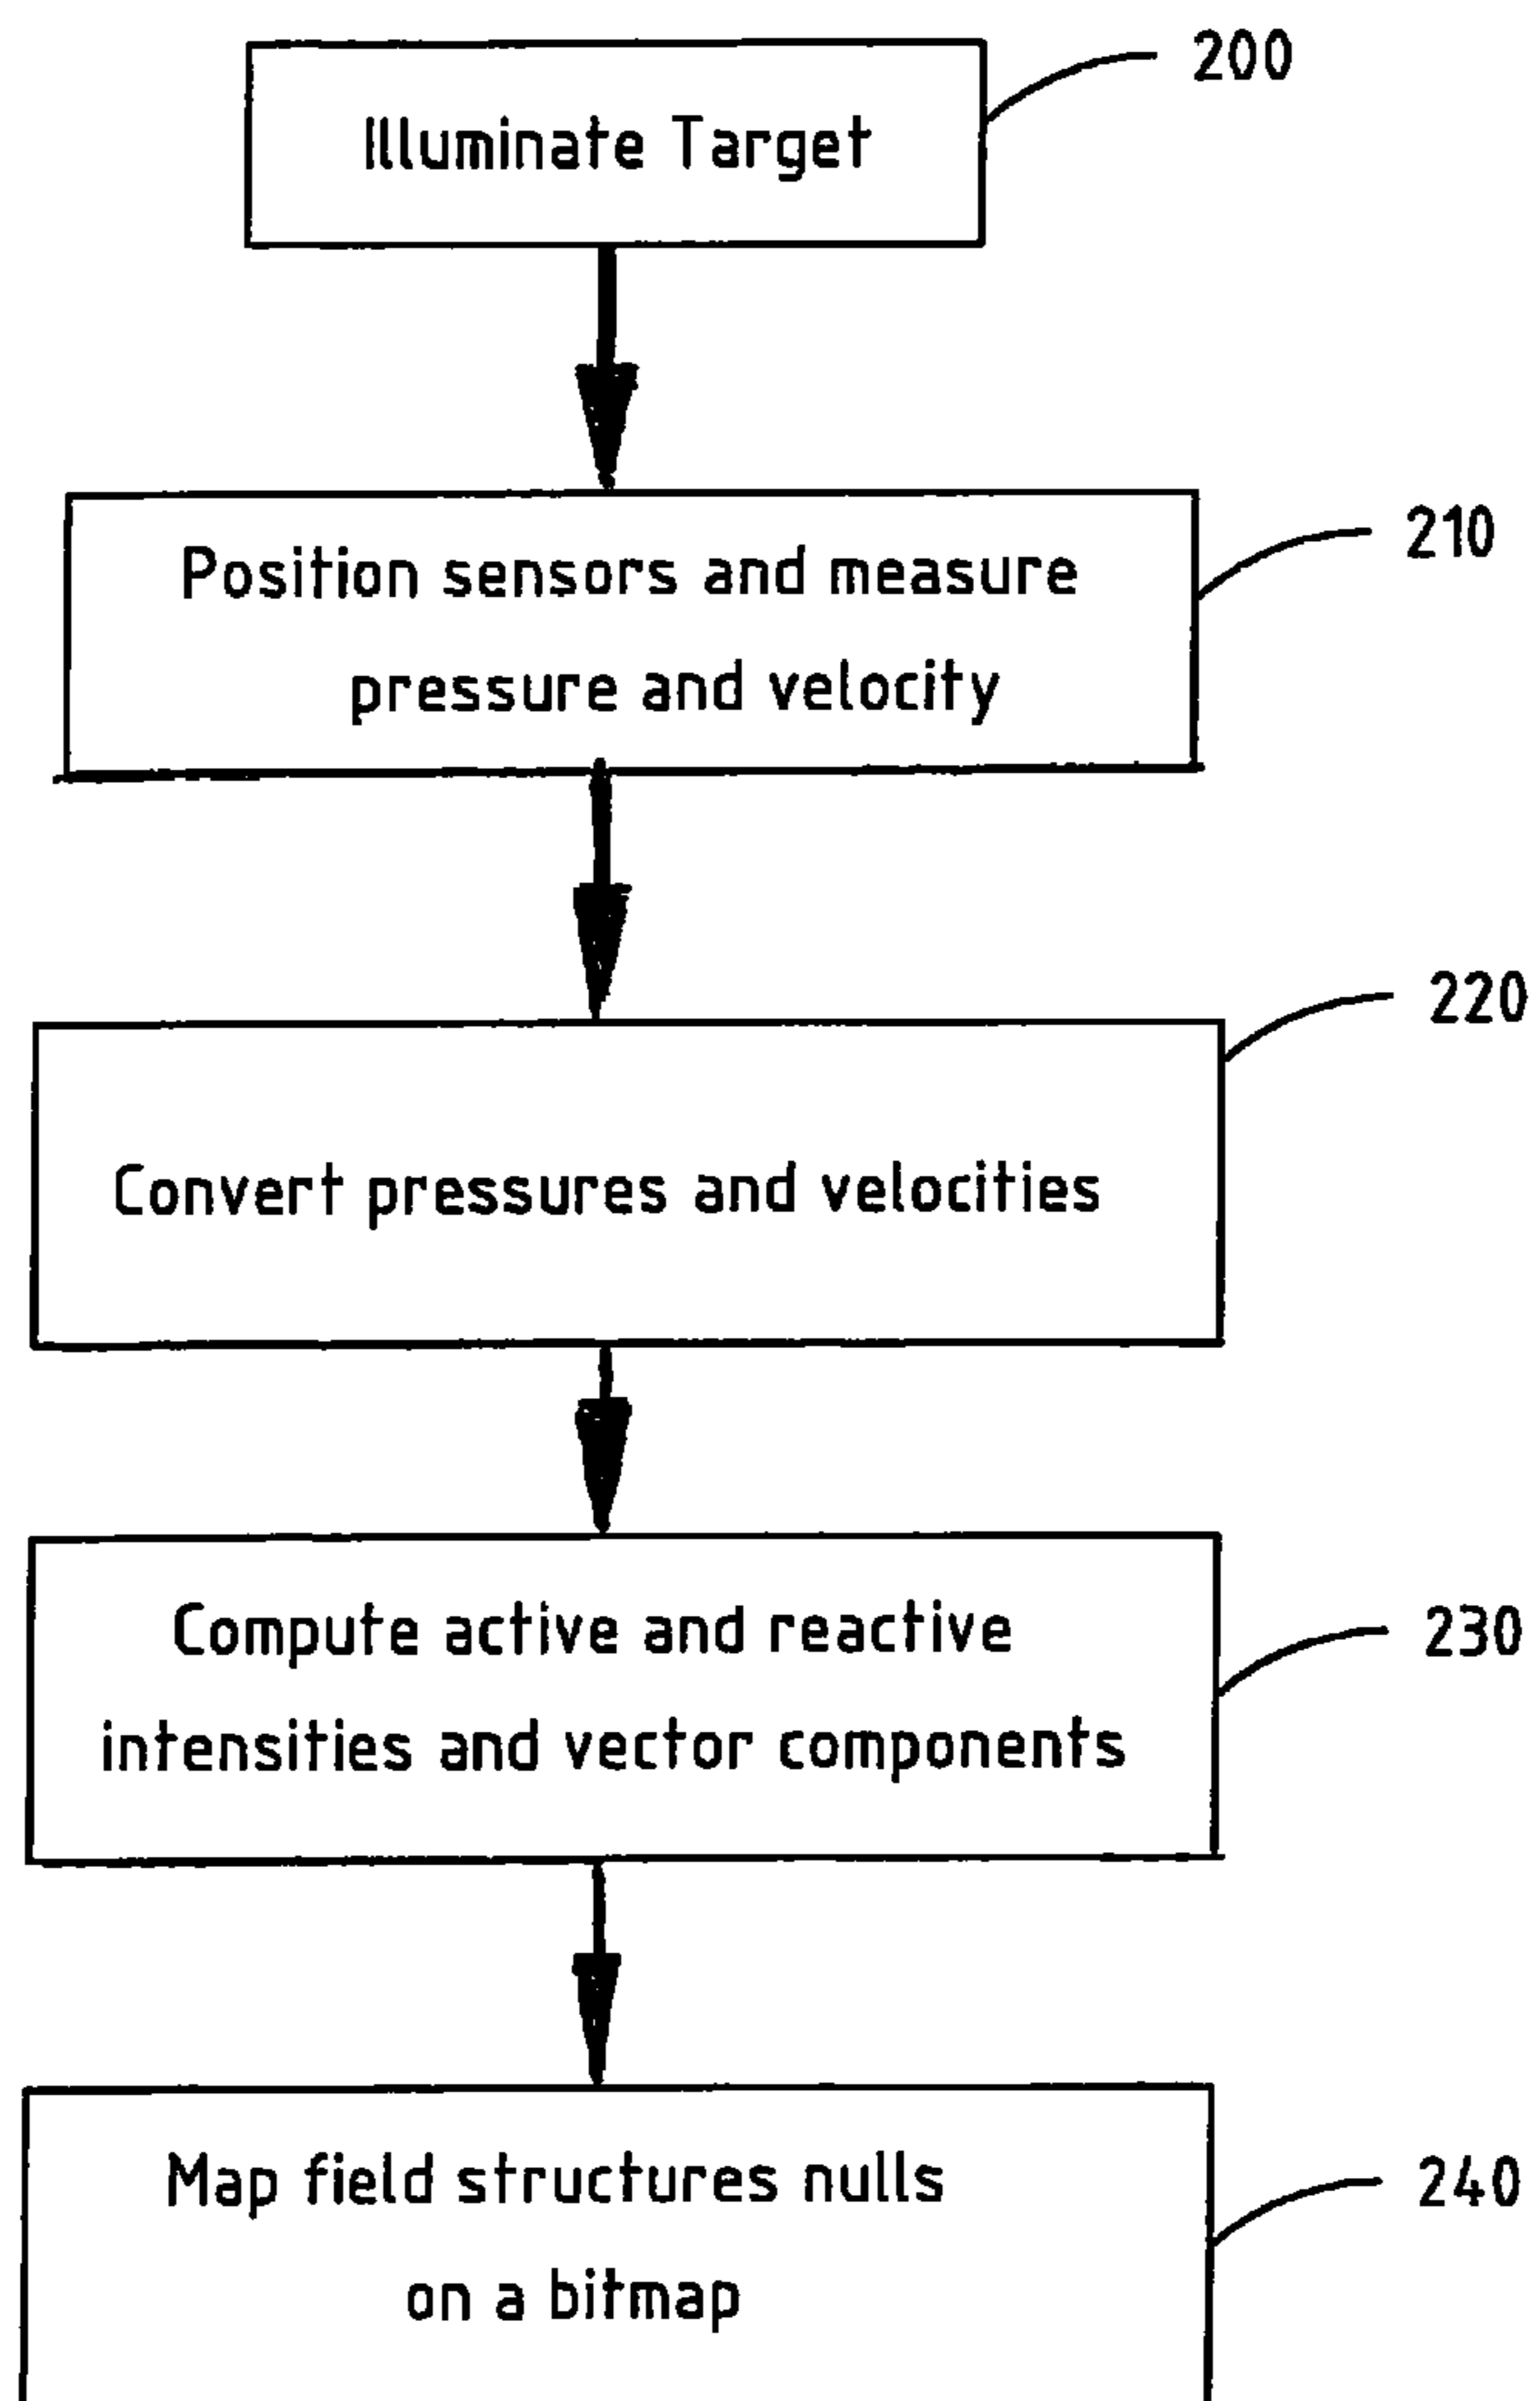 200
Illuminate Target
210
Position sensors and measure
pressure and velocity
220
Convert pressures and velocities
230
Compute active and reactive
intensities and vector components
240
Map field structures nulls
on a bitmap